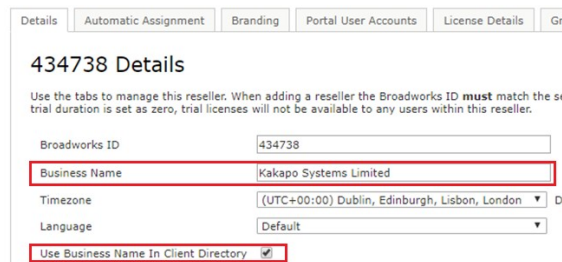 Details
Automatic Assignment
Branding
Portal User Accounts
License Details
434738 Details
Use the tabs to manage this reseller. When adding a reseller the Broadworks ID must match the
trial duration is set as zero, trial licenses will not be available to any users within this reseller.
Broadworks ID 434738
Business Name Kakapo Systems Limited
Timezone (UTC+00:00) Dublin, Edinburgh, Lisbon, London
Language Default
Use Business Name In Client Directory